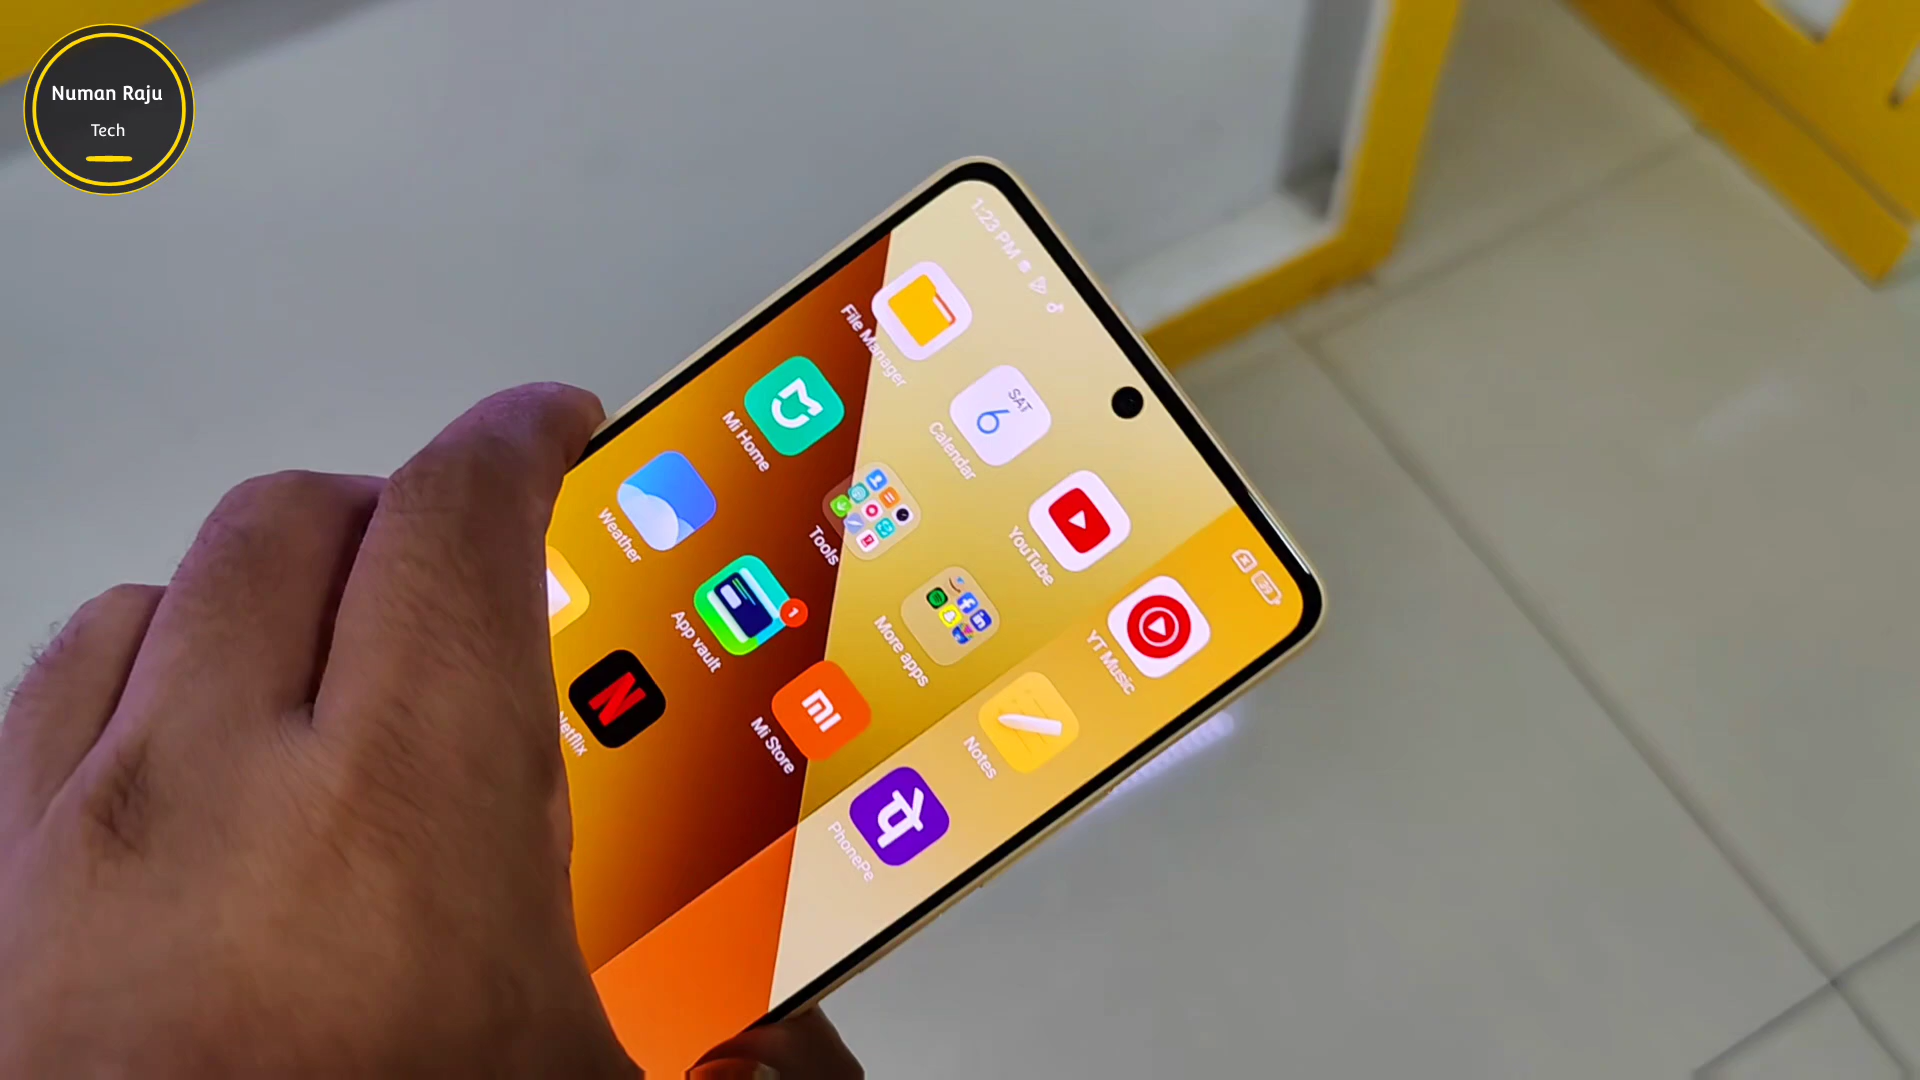 Numan Raju
Tech
1:23 PM
File Manager
SAT
6
Calendar
YouTube
YT Music
Mi Home
Tools
More apps
Notes
Weather
1
App vault
mi
Mi Store
पे
PhonePe
N
Netflix